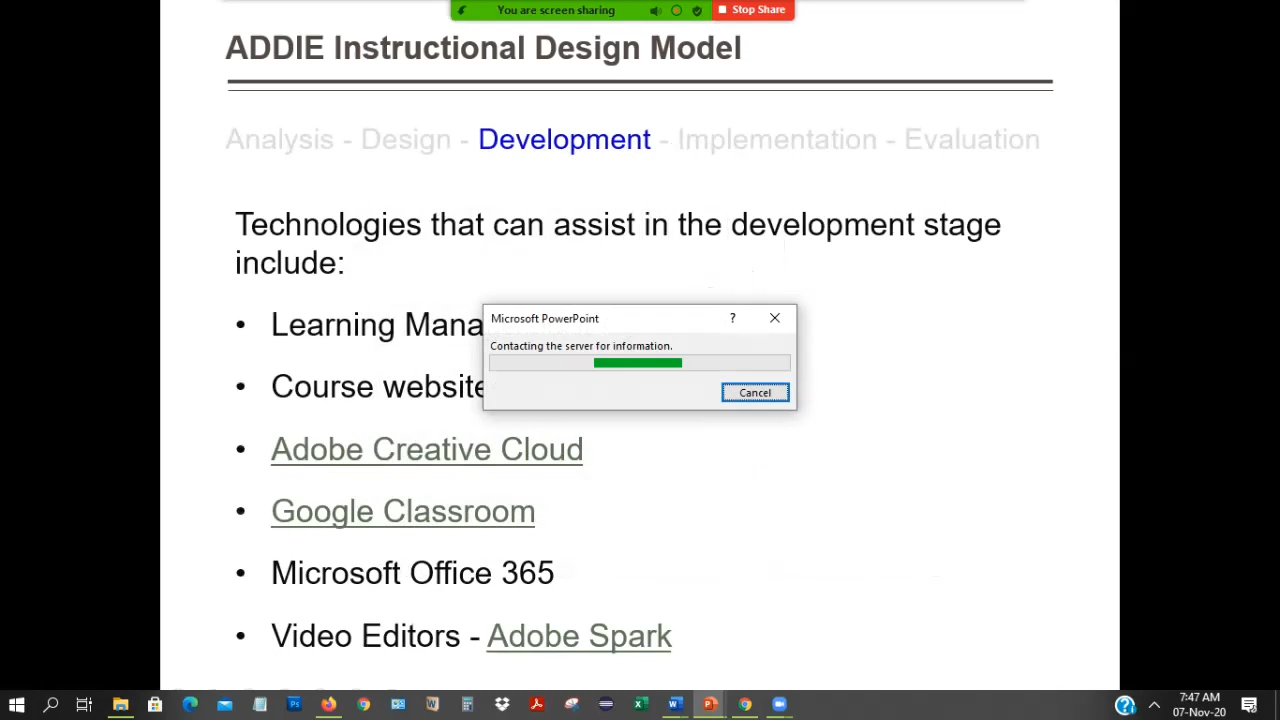 You are screen sharing Stop Share
ADDIE Instructional Design Model
Analysis - Design - Development - Implementation - Evaluation
Technologies that can assist in the development stage
include:
• Learning Mana
Microsoft PowerPoint ?
Contacting the server for information.
Cancel
• Course website
• Adobe Creative Cloud
• Google Classroom
• Microsoft Office 365
• Video Editors - Adobe Spark
7:47 AM
07-Nov-20